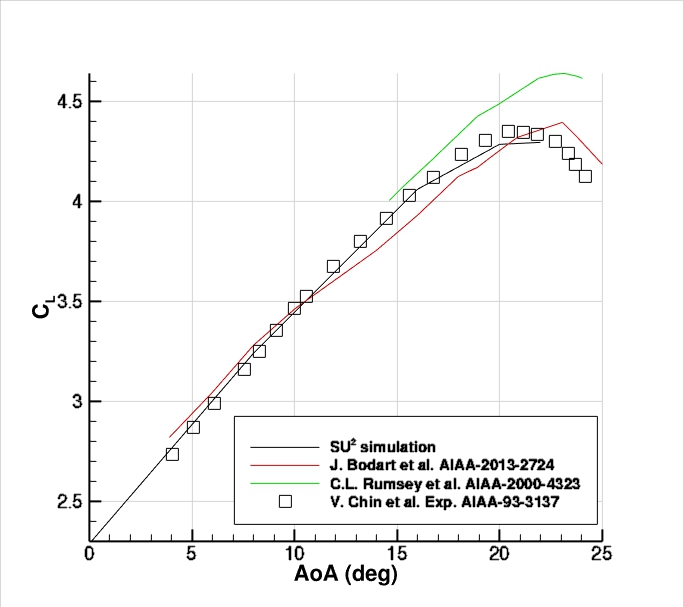 4.5
4
3.5
3
2.5
C_L
0 5 10 15 20 25
AoA (deg)
SU² simulation
J. Bodart et al. AIAA-2013-2724
C.L. Rumsey et al. AIAA-2000-4323
V. Chin et al. Exp. AIAA-93-3137